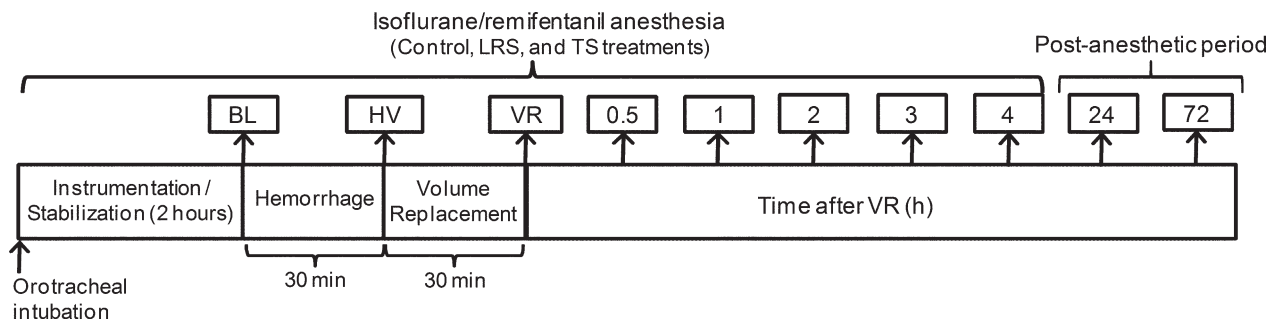 Isoflurane/remifentanil anesthesia
(Control, LRS, and TS treatments)
Post-anesthetic period
BL
HV
VR
0.5
1
2
3
4
24
72
Instrumentation /
Stabilization (2 hours)
Hemorrhage
Volume
Replacement
Time after VR (h)
30 min
30 min
Orotracheal
intubation